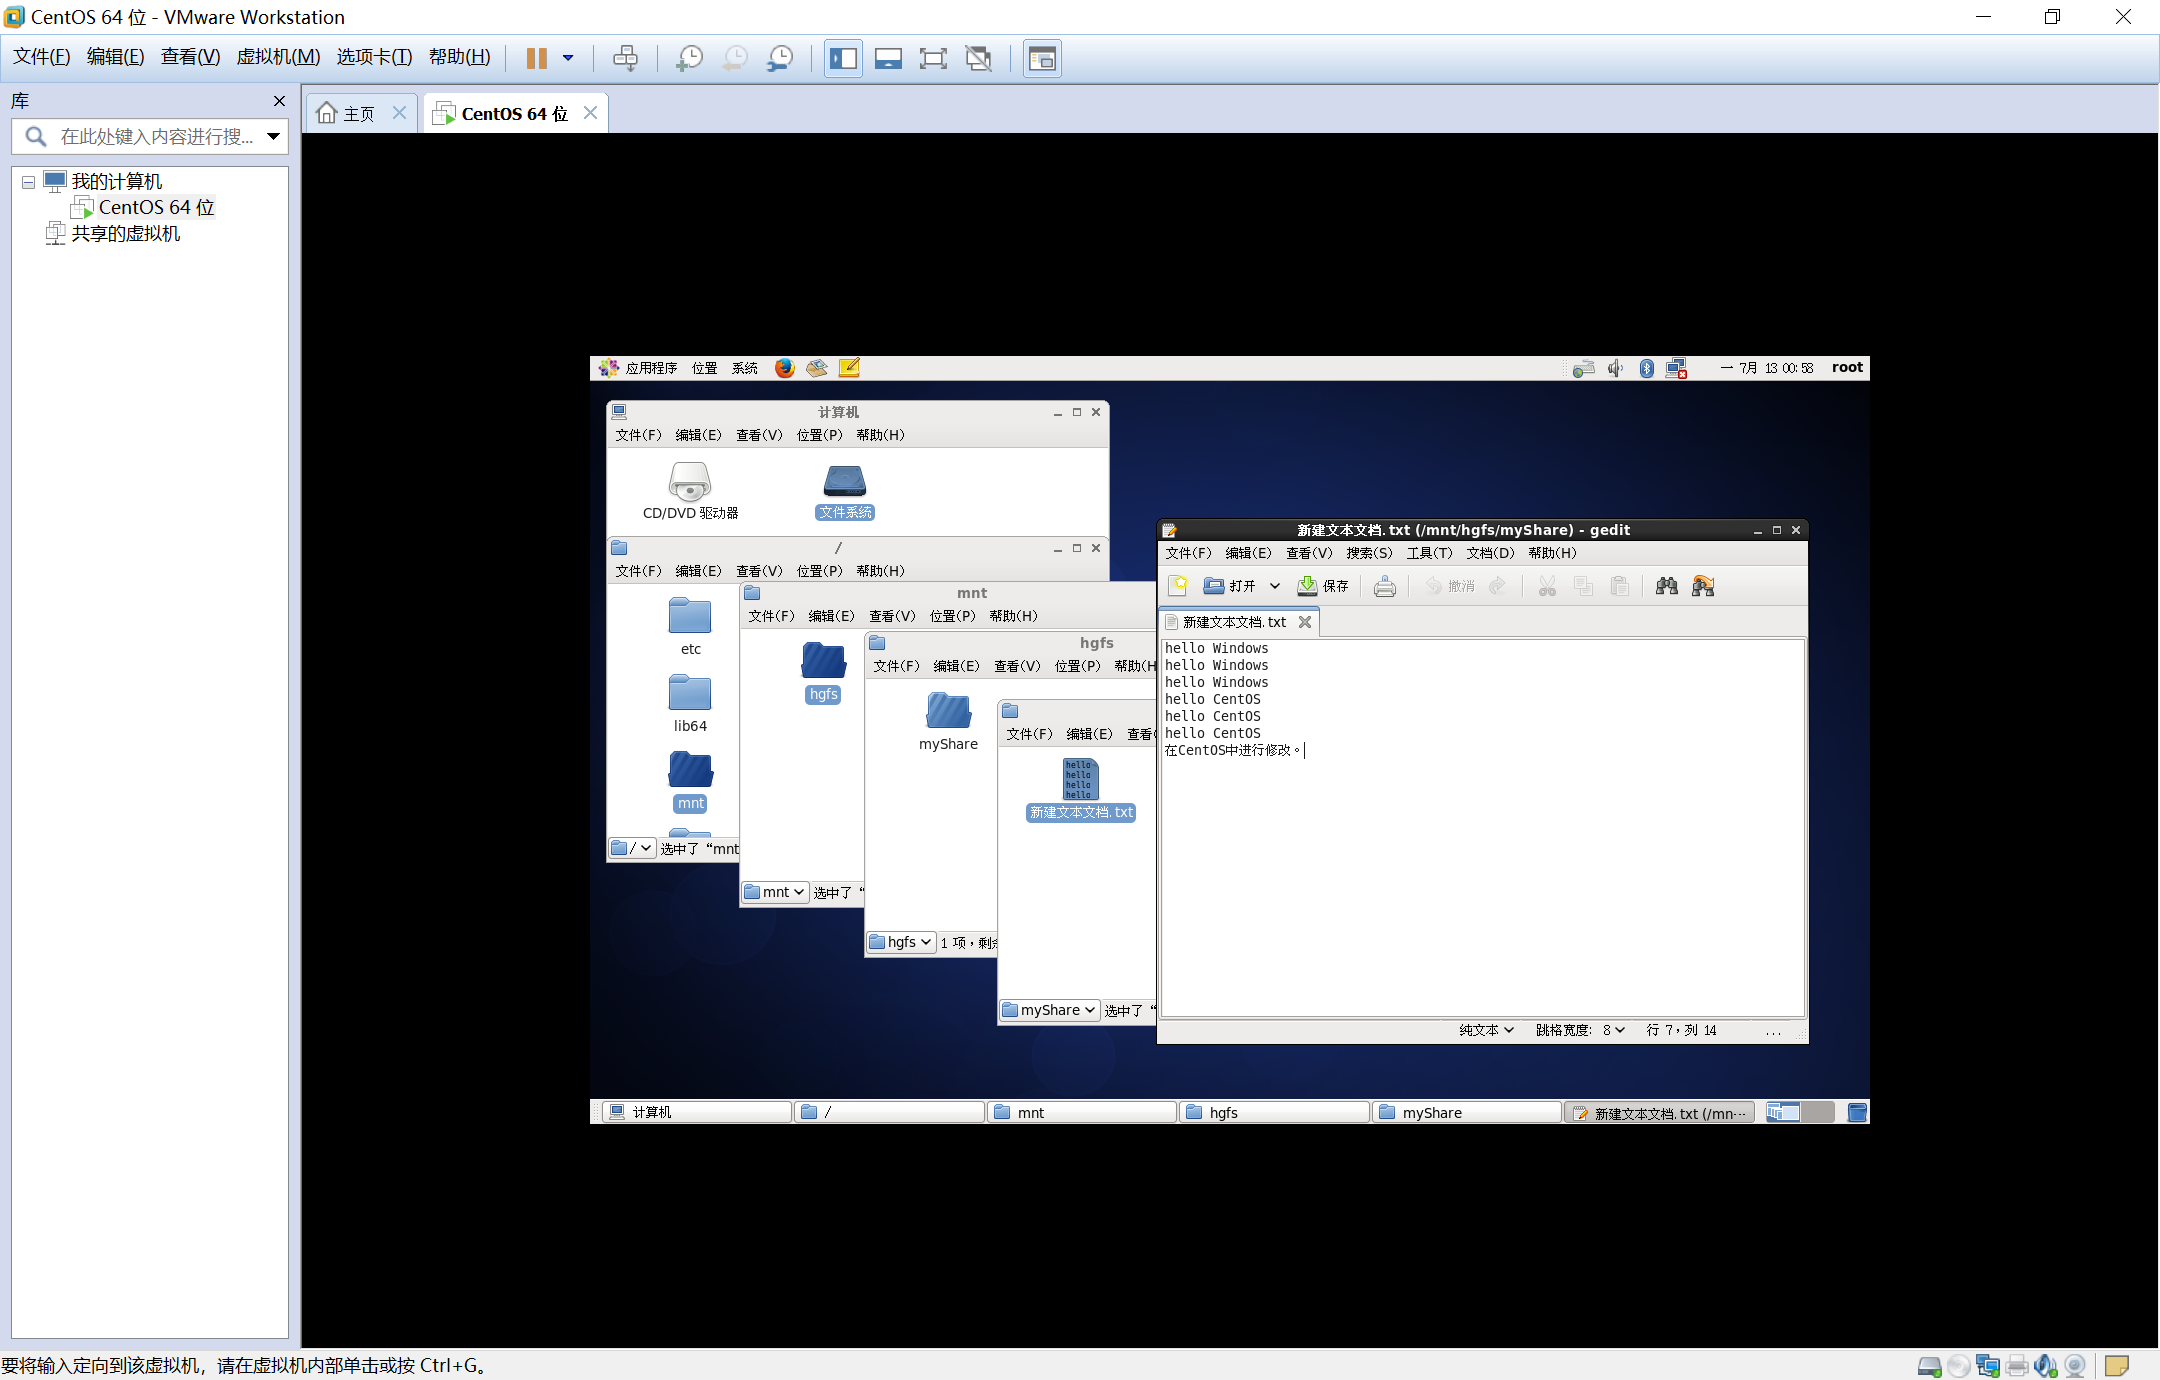 CentOS 64 位 - VMware Workstation
文件(F) 编辑(E) 查看(V) 虚拟机(M) 选项卡(T) 帮助(H)
库
在此处键入内容进行搜...
我的计算机
CentOS 64 位
共享的虚拟机
主页
CentOS 64 位
应用程序 位置 系统
一 7月 13 00:58 root
计算机
文件(F) 编辑(E) 查看(V) 位置(P) 帮助(H)
CD/DVD 驱动器
文件系统
/
文件(F) 编辑(E) 查看(V) 位置(P) 帮助(H)
etc
lib64
mnt
/ 选中了“mnt
mnt
文件(F) 编辑(E) 查看(V) 位置(P) 帮助(H)
hgfs
mnt 选中了“
hgfs
文件(F) 编辑(E) 查看(V) 位置(P) 帮助(H
myShare
hgfs 1 项，剩余
文件(F) 编辑(E) 查看(
hello
hello
hello
hello
新建文本文档.txt
myShare 选中了“
新建文本文档.txt (/mnt/hgfs/myShare) - gedit
文件(F) 编辑(E) 查看(V) 搜索(S) 工具(T) 文档(D) 帮助(H)
打开 保存 撤消
新建文本文档.txt
hello Windows
hello Windows
hello Windows
hello CentOS
hello CentOS
hello CentOS
在CentOS中进行修改。
纯文本 跳格宽度: 8 行 7，列 14 ...
计算机 / mnt hgfs myShare 新建文本文档.txt (/mn…
要将输入定向到该虚拟机，请在虚拟机内部单击或按 Ctrl+G。